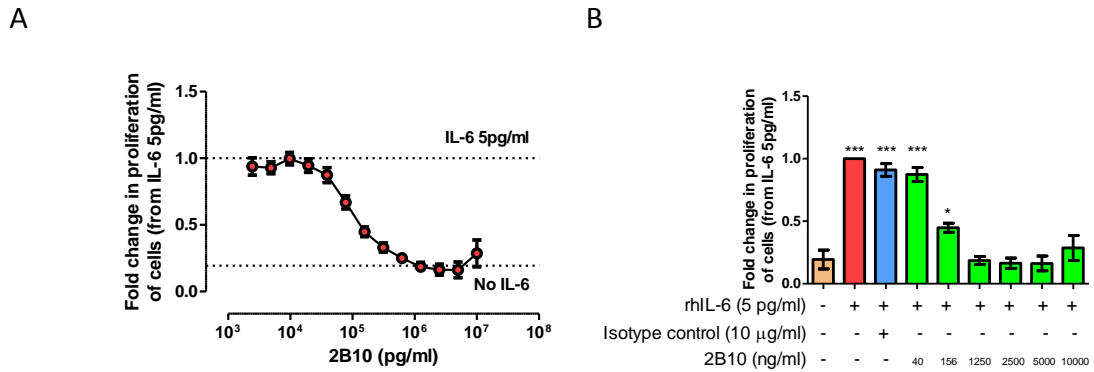 A
B
Fold change in proliferation
of cells (from IL-6 5pg/ml)
1.5
1.0
0.5
0.0
IL-6 5pg/ml
No IL-6
10³ 10⁴ 10⁵ 10⁶ 10⁷ 10⁸
2B10 (pg/ml)
Fold change in proliferation
of cells (from IL-6 5pg/ml)
1.5
1.0
0.5
0.0
*** *** *** *
rhIL-6 (5 pg/ml) - + + + + + + + +
Isotype control (10 µg/ml) - - + - - - - - -
2B10 (ng/ml) - - - 40 156 1250 2500 5000 10000